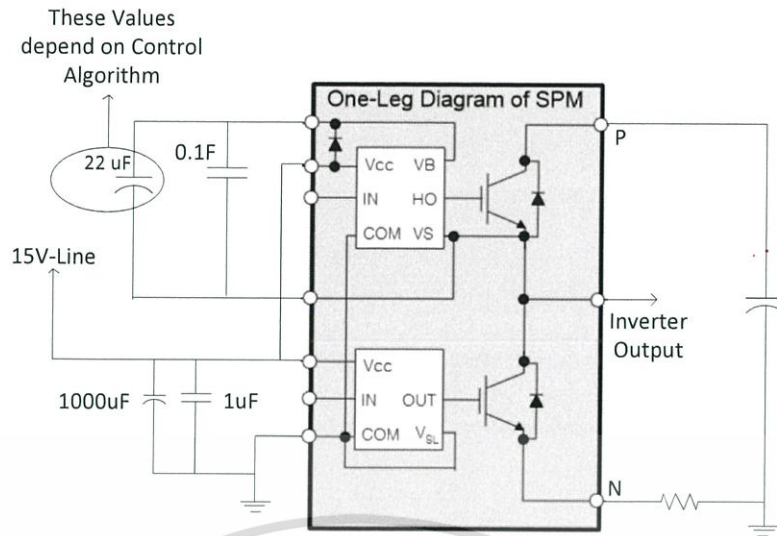 These Values
depend on Control
Algorithm
One-Leg Diagram of SPM
P
22 uF
0.1F
Vcc VB
IN HO
COM VS
15V-Line
Inverter
Output
Vcc
1000uF
1uF
IN OUT
COM VSL
N